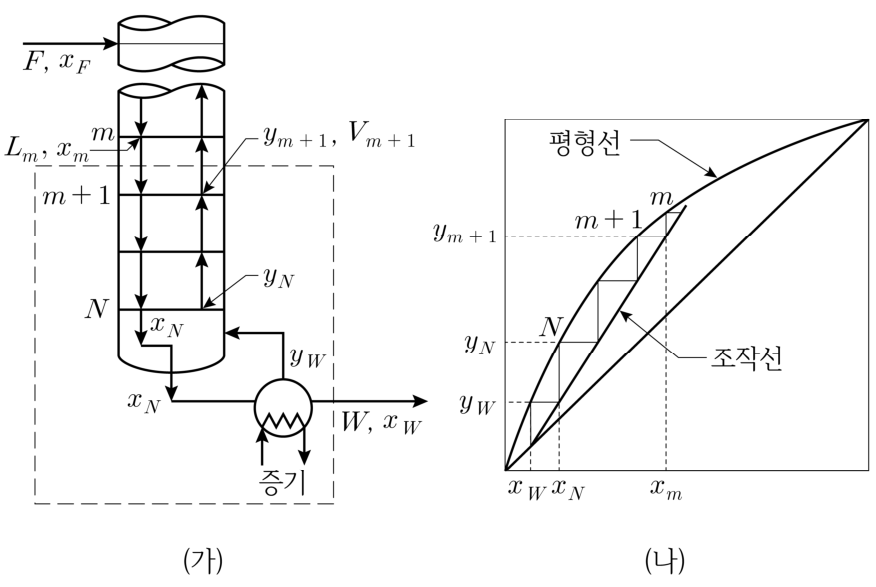 F, x_F
m
L_m, x_m
y_{m+1}, V_{m+1}
m+1
y_N
N
x_N
y_W
x_N
W, x_W
증기
(가)
평형선
m
m+1
y_{m+1}
N
y_N
조작선
y_W
x_W
x_N
x_m
(나)